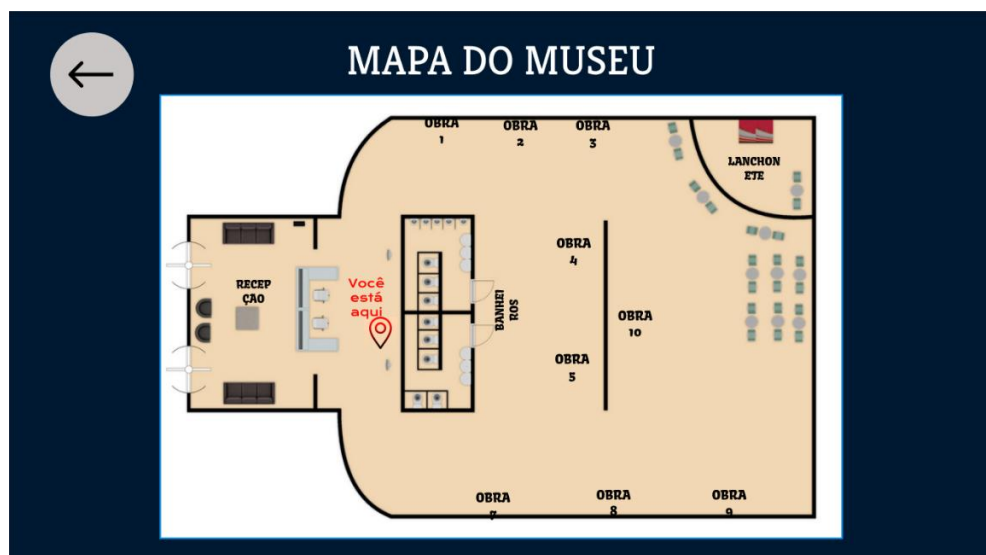 MAPA DO MUSEU
OBRA
1
OBRA
2
OBRA
3
LANCHON
ETE
OBRA
4
RECEP
ÇAO
Você
está
aqui
BANHEI
ROS
OBRA
10
OBRA
5
OBRA
7
OBRA
8
OBRA
9